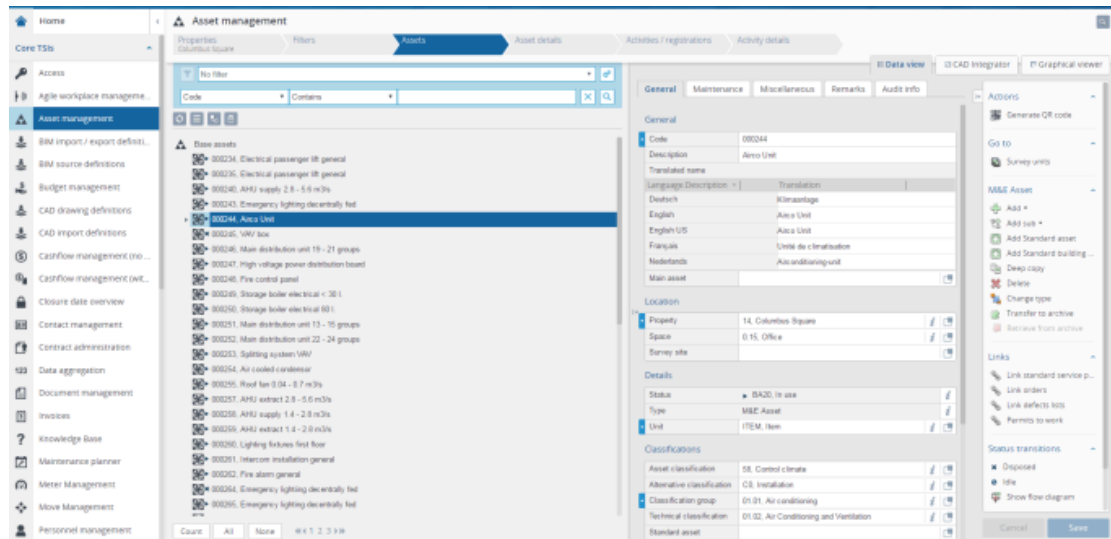 Home
Core TSIs
Access
Agile workplace manageme...
Asset management
BIM import / export definiti...
BIM source definitions
Budget management
CAD drawing definitions
CAD import definitions
Cashflow management (no ...
Cashflow management (wit...
Closure date overview
Contact management
Contract administration
Data aggregation
Document management
Invoices
Knowledge Base
Maintenance planner
Meter Management
Move Management
Personnel management
Asset management
Properties
Columbus Square
Filters
Assets
Asset details
Activities / registrations
Activity details
No filter
Code Contains
Base assets
000234, Electrical passenger lift general
000235, Electrical passenger lift general
000240, AHU supply 2.8 - 5.6 m3/s
000243, Emergency lighting decentrally fed
000244, Airco Unit
000245, VAV box
000246, Main distribution unit 19 - 21 groups
000247, High voltage power distribution board
000248, Fire control panel
000249, Storage boiler electrical < 30 l.
000250, Storage boiler electrical 80 l.
000251, Main distribution unit 13 - 15 groups
000252, Main distribution unit 22 - 24 groups
000253, Splitting system VAV
000254, Air cooled condensor
000255, Roof fan 0.04 - 0.7 m3/s
000257, AHU extract 2.8 - 5.6 m3/s
000258, AHU supply 1.4 - 2.8 m3/s
000259, AHU extract 1.4 - 2.8 m3/s
000260, Lighting fixtures first floor
000261, Intercom installation general
000262, Fire alarm general
000264, Emergency lighting decentrally fed
000265, Emergency lighting decentrally fed
Count All None 1 2 3
Data view CAD Integrator Graphical viewer
General Maintenance Miscellaneous Remarks Audit info
General
Code 000244
Description Airco Unit
Translated name
Language Description Translation
Deutsch Klimaanlage
English Airco Unit
English US Airco Unit
Français Unité de climatisation
Nederlands Airconditioning-unit
Main asset
Location
Property 14, Columbus Square
Space 0.15, Office
Survey site
Details
Status BA20, In use
Type M&E Asset
Unit ITEM, Item
Classifications
Asset classification 58, Control climate
Alternative classification C8, Installation
Classification group 01.01, Air conditioning
Technical classification 01.02, Air Conditioning and Ventilation
Standard asset
Actions
Generate QR code
Go to
Survey units
M&E Asset
Add
Add sub
Add Standard asset
Add Standard building ...
Deep copy
Delete
Change type
Transfer to archive
Retrieve from archive
Links
Link standard service p...
Link orders
Link defects lists
Permits to work
Status transitions
Disposed
Idle
Show flow diagram
Cancel Save